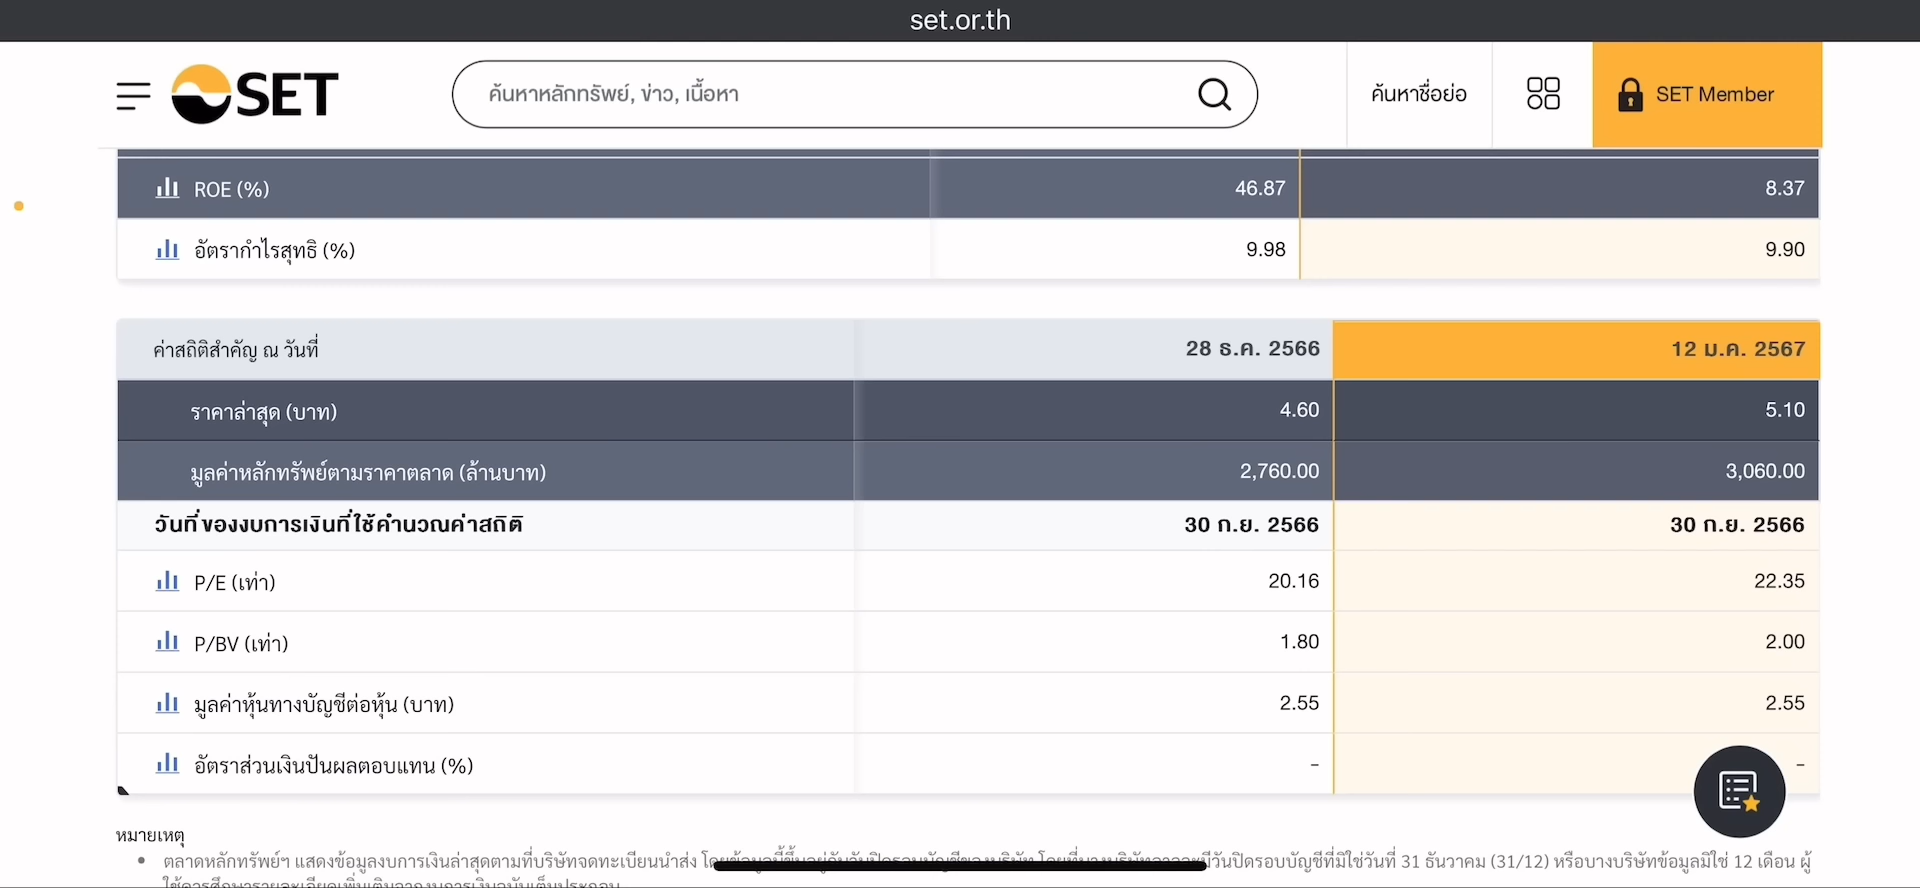 set.or.th
SET
ค้นหาหลักทรัพย์, ข่าว, เนื้อหา
ค้นหาชื่อย่อ
SET Member
ROE (%) 46.87 8.37
อัตรากำไรสุทธิ (%) 9.98 9.90
ค่าสถิติสำคัญ ณ วันที่ 28 ธ.ค. 2566 12 ม.ค. 2567
ราคาล่าสุด (บาท) 4.60 5.10
มูลค่าหลักทรัพย์ตามราคาตลาด (ล้านบาท) 2,760.00 3,060.00
วันที่ของงบการเงินที่ใช้คำนวณค่าสถิติ 30 ก.ย. 2566 30 ก.ย. 2566
P/E (เท่า) 20.16 22.35
P/BV (เท่า) 1.80 2.00
มูลค่าหุ้นทางบัญชีต่อหุ้น (บาท) 2.55 2.55
อัตราส่วนเงินปันผลตอบแทน (%) - -
หมายเหตุ
• ตลาดหลักทรัพย์ฯ แสดงข้อมูลงบการเงินล่าสุดตามที่บริษัทจดทะเบียนนำส่ง มีวันปิดรอบบัญชีที่มิใช่วันที่ 31 ธันวาคม (31/12) หรือบางบริษัทข้อมูลมิใช่ 12 เดือน ผู้